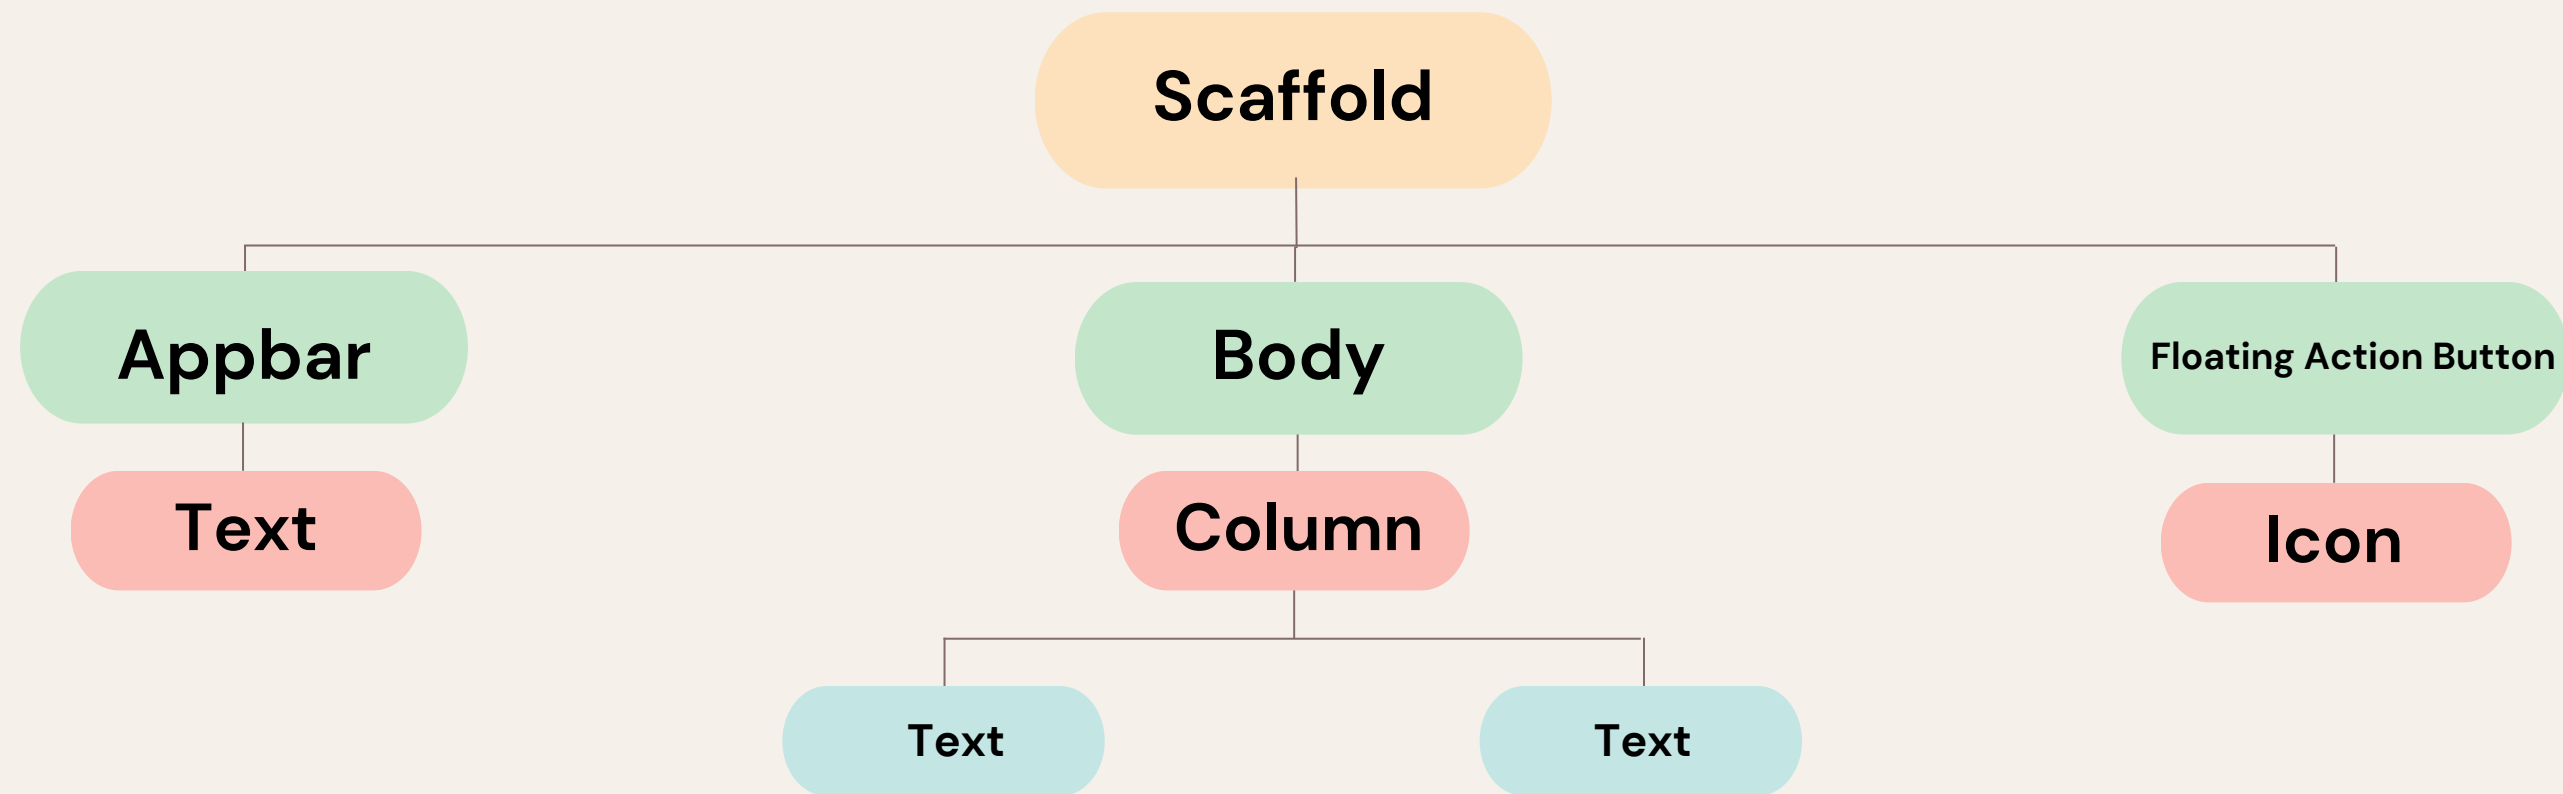 Scaffold
Appbar
Body
Floating Action Button
Text
Column
Icon
Text
Text